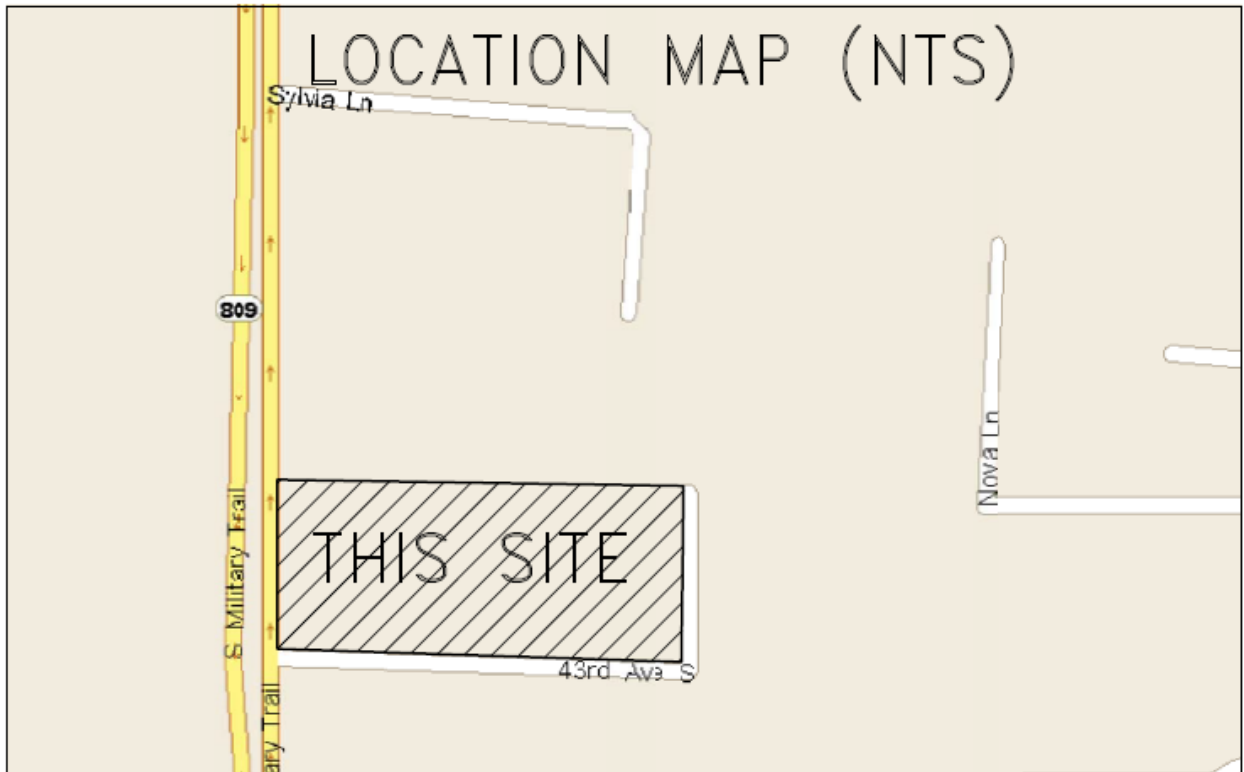 LOCATION MAP (NTS)
Sylvia Ln
809
Nova Ln
THIS SITE
S Military Trail
43rd Ave S
ary Trail